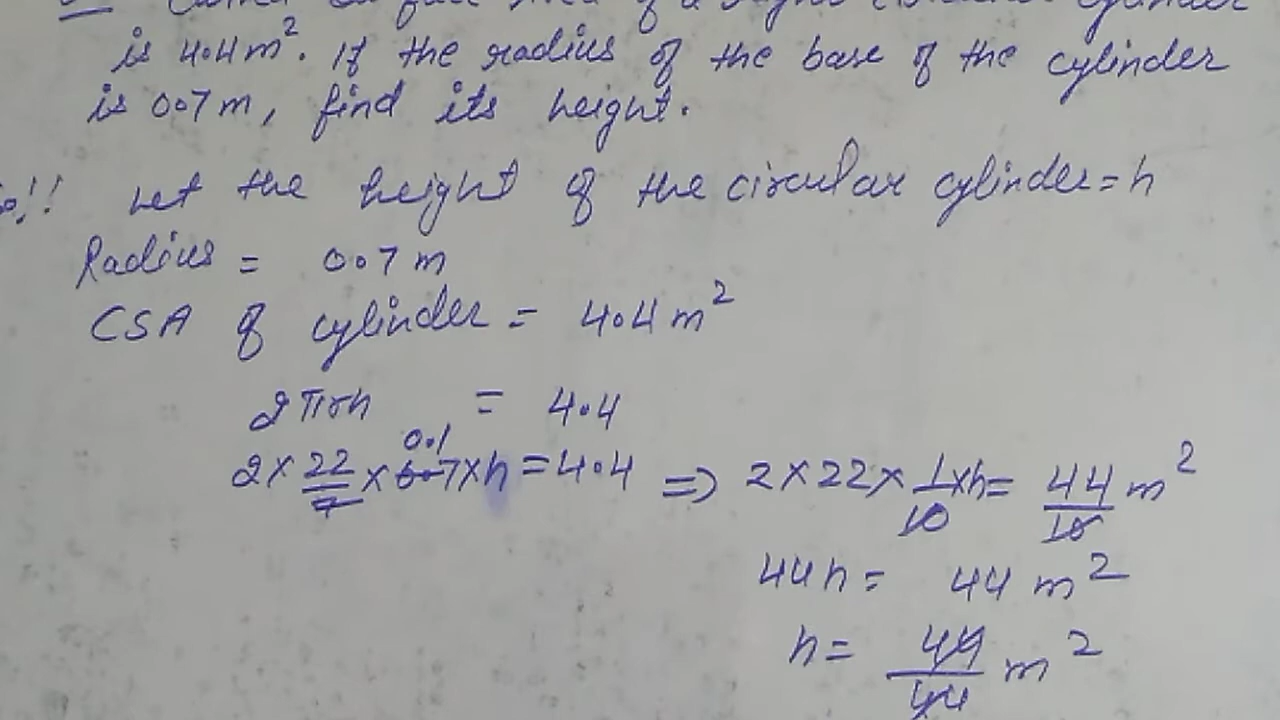 is 4.4m². If the radius of the base of the cylinder
is 0.7m, find its height.
Let the height of the circular cylinder = h
Radius = 0.7 m
CSA of cylinder = 4.4 m²
2πrh = 4.4
0.1
2 × 22/7 × 0.7 × h = 4.4 ⇒ 2 × 22 × 1/10 × h = 44/10 m²
44h = 44 m²
h = 44/44 m²